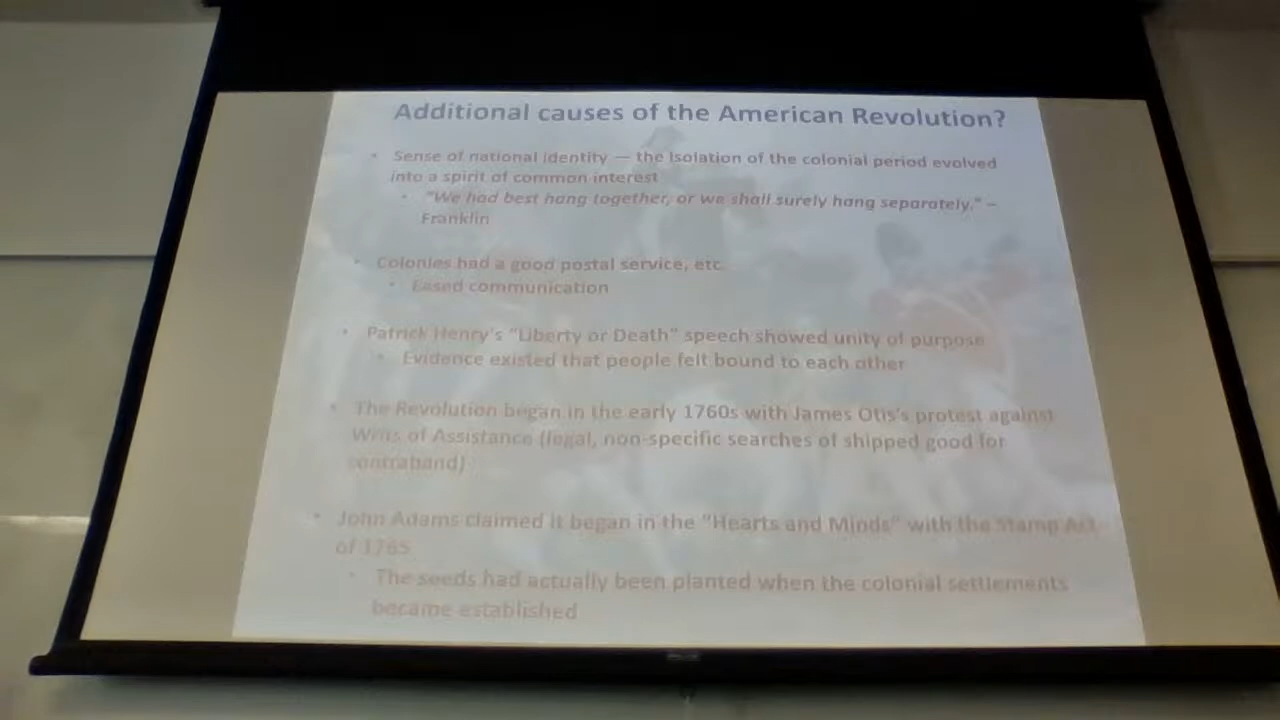 Additional causes of the American Revolution?
• Sense of national identity — the isolation of the colonial period evolved
into a spirit of common interest
• "We had best hang together, or we shall surely hang separately." –
Franklin
• Colonies had a good postal service, etc.
• Eased communication
• Patrick Henry's "Liberty or Death" speech showed unity of purpose
• Evidence existed that people felt bound to each other
• The Revolution began in the early 1760s with James Otis's protest against
Writs of Assistance (legal, non-specific searches of shipped good for
contraband)
• John Adams claimed it began in the "Hearts and Minds" with the Stamp Act
of 1765
• The seeds had actually been planted when the colonial settlements
became established